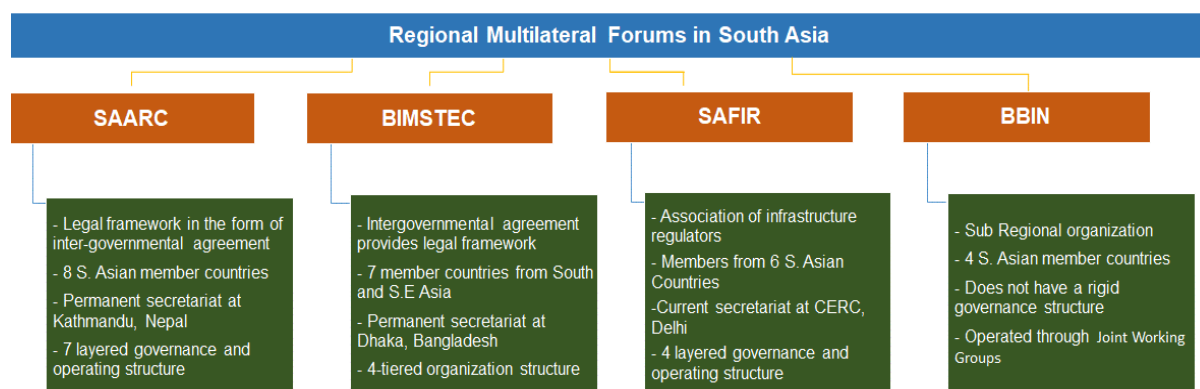 Regional Multilateral Forums in South Asia
SAARC
BIMSTEC
SAFIR
BBIN
- Legal framework in the form of
inter-governmental agreement
- 8 S. Asian member countries
- Permanent secretariat at
Kathmandu, Nepal
- 7 layered governance and
operating structure
- Intergovernmental agreement
provides legal framework
- 7 member countries from South
and S.E Asia
- Permanent secretariat at
Dhaka, Bangladesh
- 4-tiered organization structure
- Association of infrastructure
regulators
- Members from 6 S. Asian
Countries
-Current secretariat at CERC,
Delhi
- 4 layered governance and
operating structure
- Sub Regional organization
- 4 S. Asian member countries
- Does not have a rigid
governance structure
- Operated through Joint Working
Groups